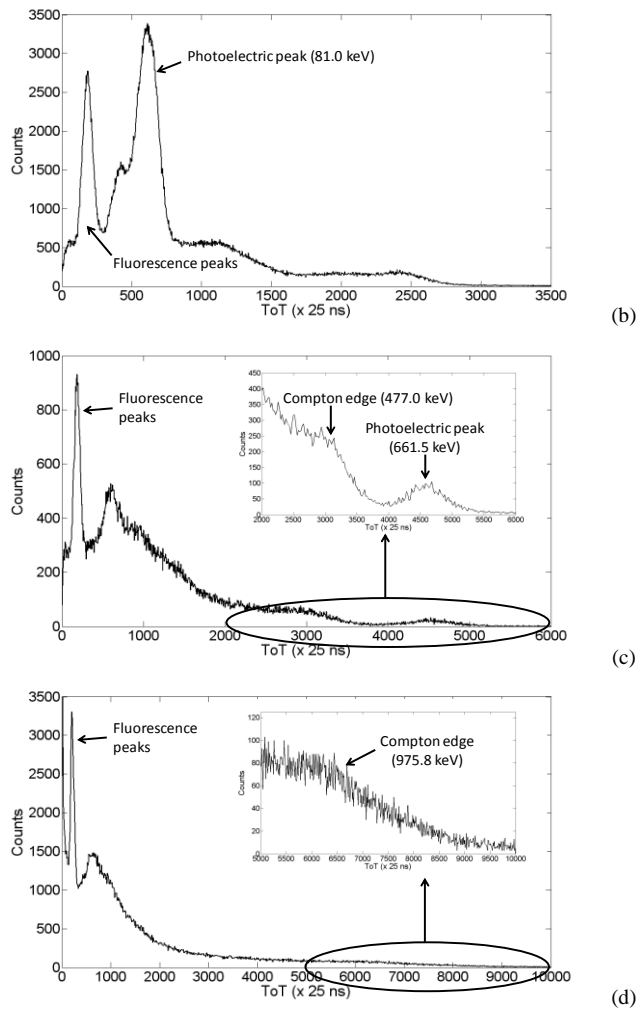 3500
3000
2500
2000
1500
1000
500
0
Counts
Photoelectric peak (81.0 keV)
Fluorescence peaks
0 500 1000 1500 2000 2500 3000 3500
ToT (x 25 ns)
(b)
1000
800
600
400
200
0
Counts
Fluorescence
peaks
450
400
350
300
250
200
150
100
50
0
Counts
Compton edge (477.0 keV)
Photoelectric peak
(661.5 keV)
2000 2500 3000 3500 4000 4500 5000 5500 6000
ToT (x 25 ns)
0 1000 2000 3000 4000 5000 6000
ToT (x 25 ns)
(c)
3500
3000
2500
2000
1500
1000
500
0
Counts
Fluorescence
peaks
120
100
80
60
40
20
0
Counts
Compton edge
(975.8 keV)
5000 5500 6000 6500 7000 7500 8000 8500 9000 9500 10000
ToT (x 25 ns)
0 1000 2000 3000 4000 5000 6000 7000 8000 9000 10000
ToT (x 25 ns)
(d)